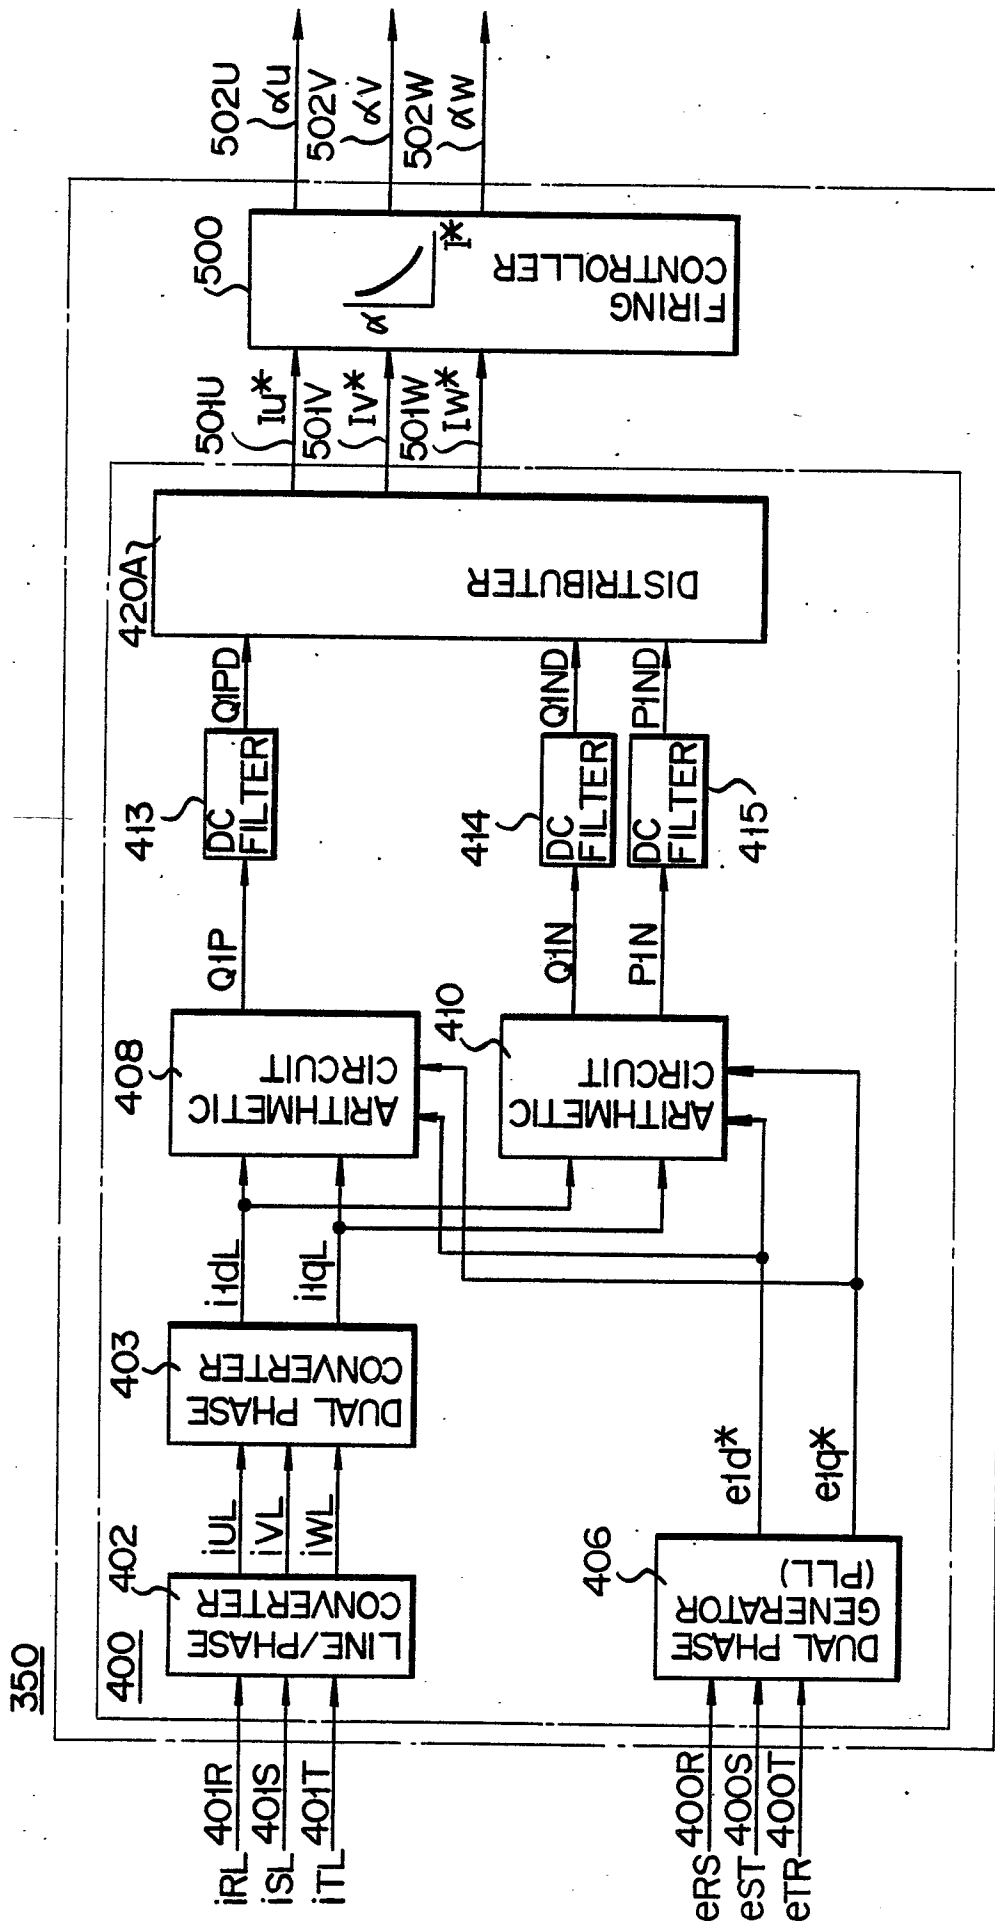 350
400
iRL 401R
iSL 401S
iTL 401T
402
LINE/PHASE
CONVERTER
iUL
iVL
iWL
403
DUAL PHASE
CONVERTER
i1dL
i1qL
408
ARITHMETIC
CIRCUIT
Q1P
413
DC
FILTER
Q1PD
410
ARITHMETIC
CIRCUIT
Q1N
P1N
414
DC
FILTER
Q1ND
DC
FILTER
415
P1ND
eRS 400R
eST 400S
eTR 400T
406
DUAL PHASE
GENERATOR
(PLL)
e1d*
e1q*
420A
DISTRIBUTER
501U
Iu*
501V
Iv*
501W
Iw*
500
α
I*
FIRING
CONTROLLER
502U
αu
502V
αv
502W
αw